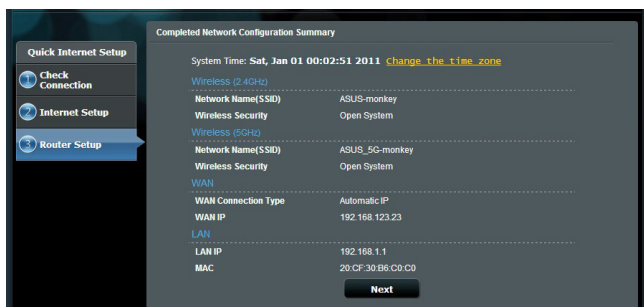 Completed Network Configuration Summary
Quick Internet Setup
1 Check Connection
2 Internet Setup
3 Router Setup
System Time: Sat, Jan 01 00:02:51 2011 Change the time zone
Wireless (2.4GHz)
Network Name(SSID) ASUS-monkey
Wireless Security Open System
Wireless (5GHz)
Network Name(SSID) ASUS_5G-monkey
Wireless Security Open System
WAN
WAN Connection Type Automatic IP
WAN IP 192.168.123.23
LAN
LAN IP 192.168.1.1
MAC 20:CF:30:B6:C0:C0
Next